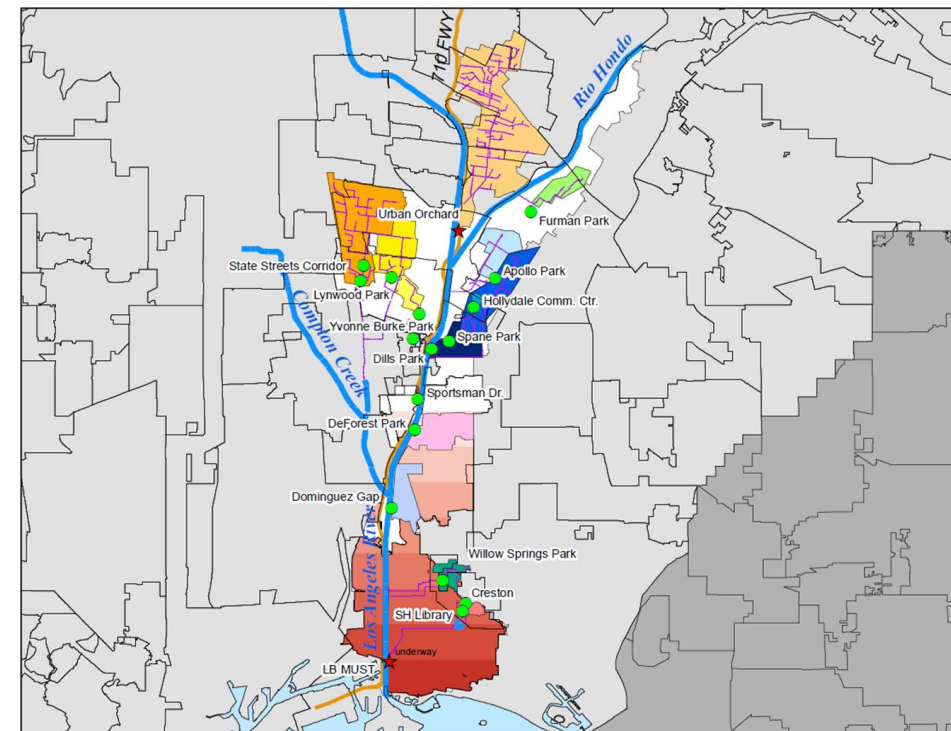 710 FWY
Rio Hondo
Urban Orchard
Furman Park
State Streets Corridor
Apollo Park
Lynwood Park
Hollydale Comm. Ctr.
Compton Creek
Yvonne Burke Park
Spane Park
Dills Park
Sportsman Dr.
DeForest Park
Dominguez Gap
Los Angeles River
Willow Springs Park
Creston
SH Library
underway
LB MUST